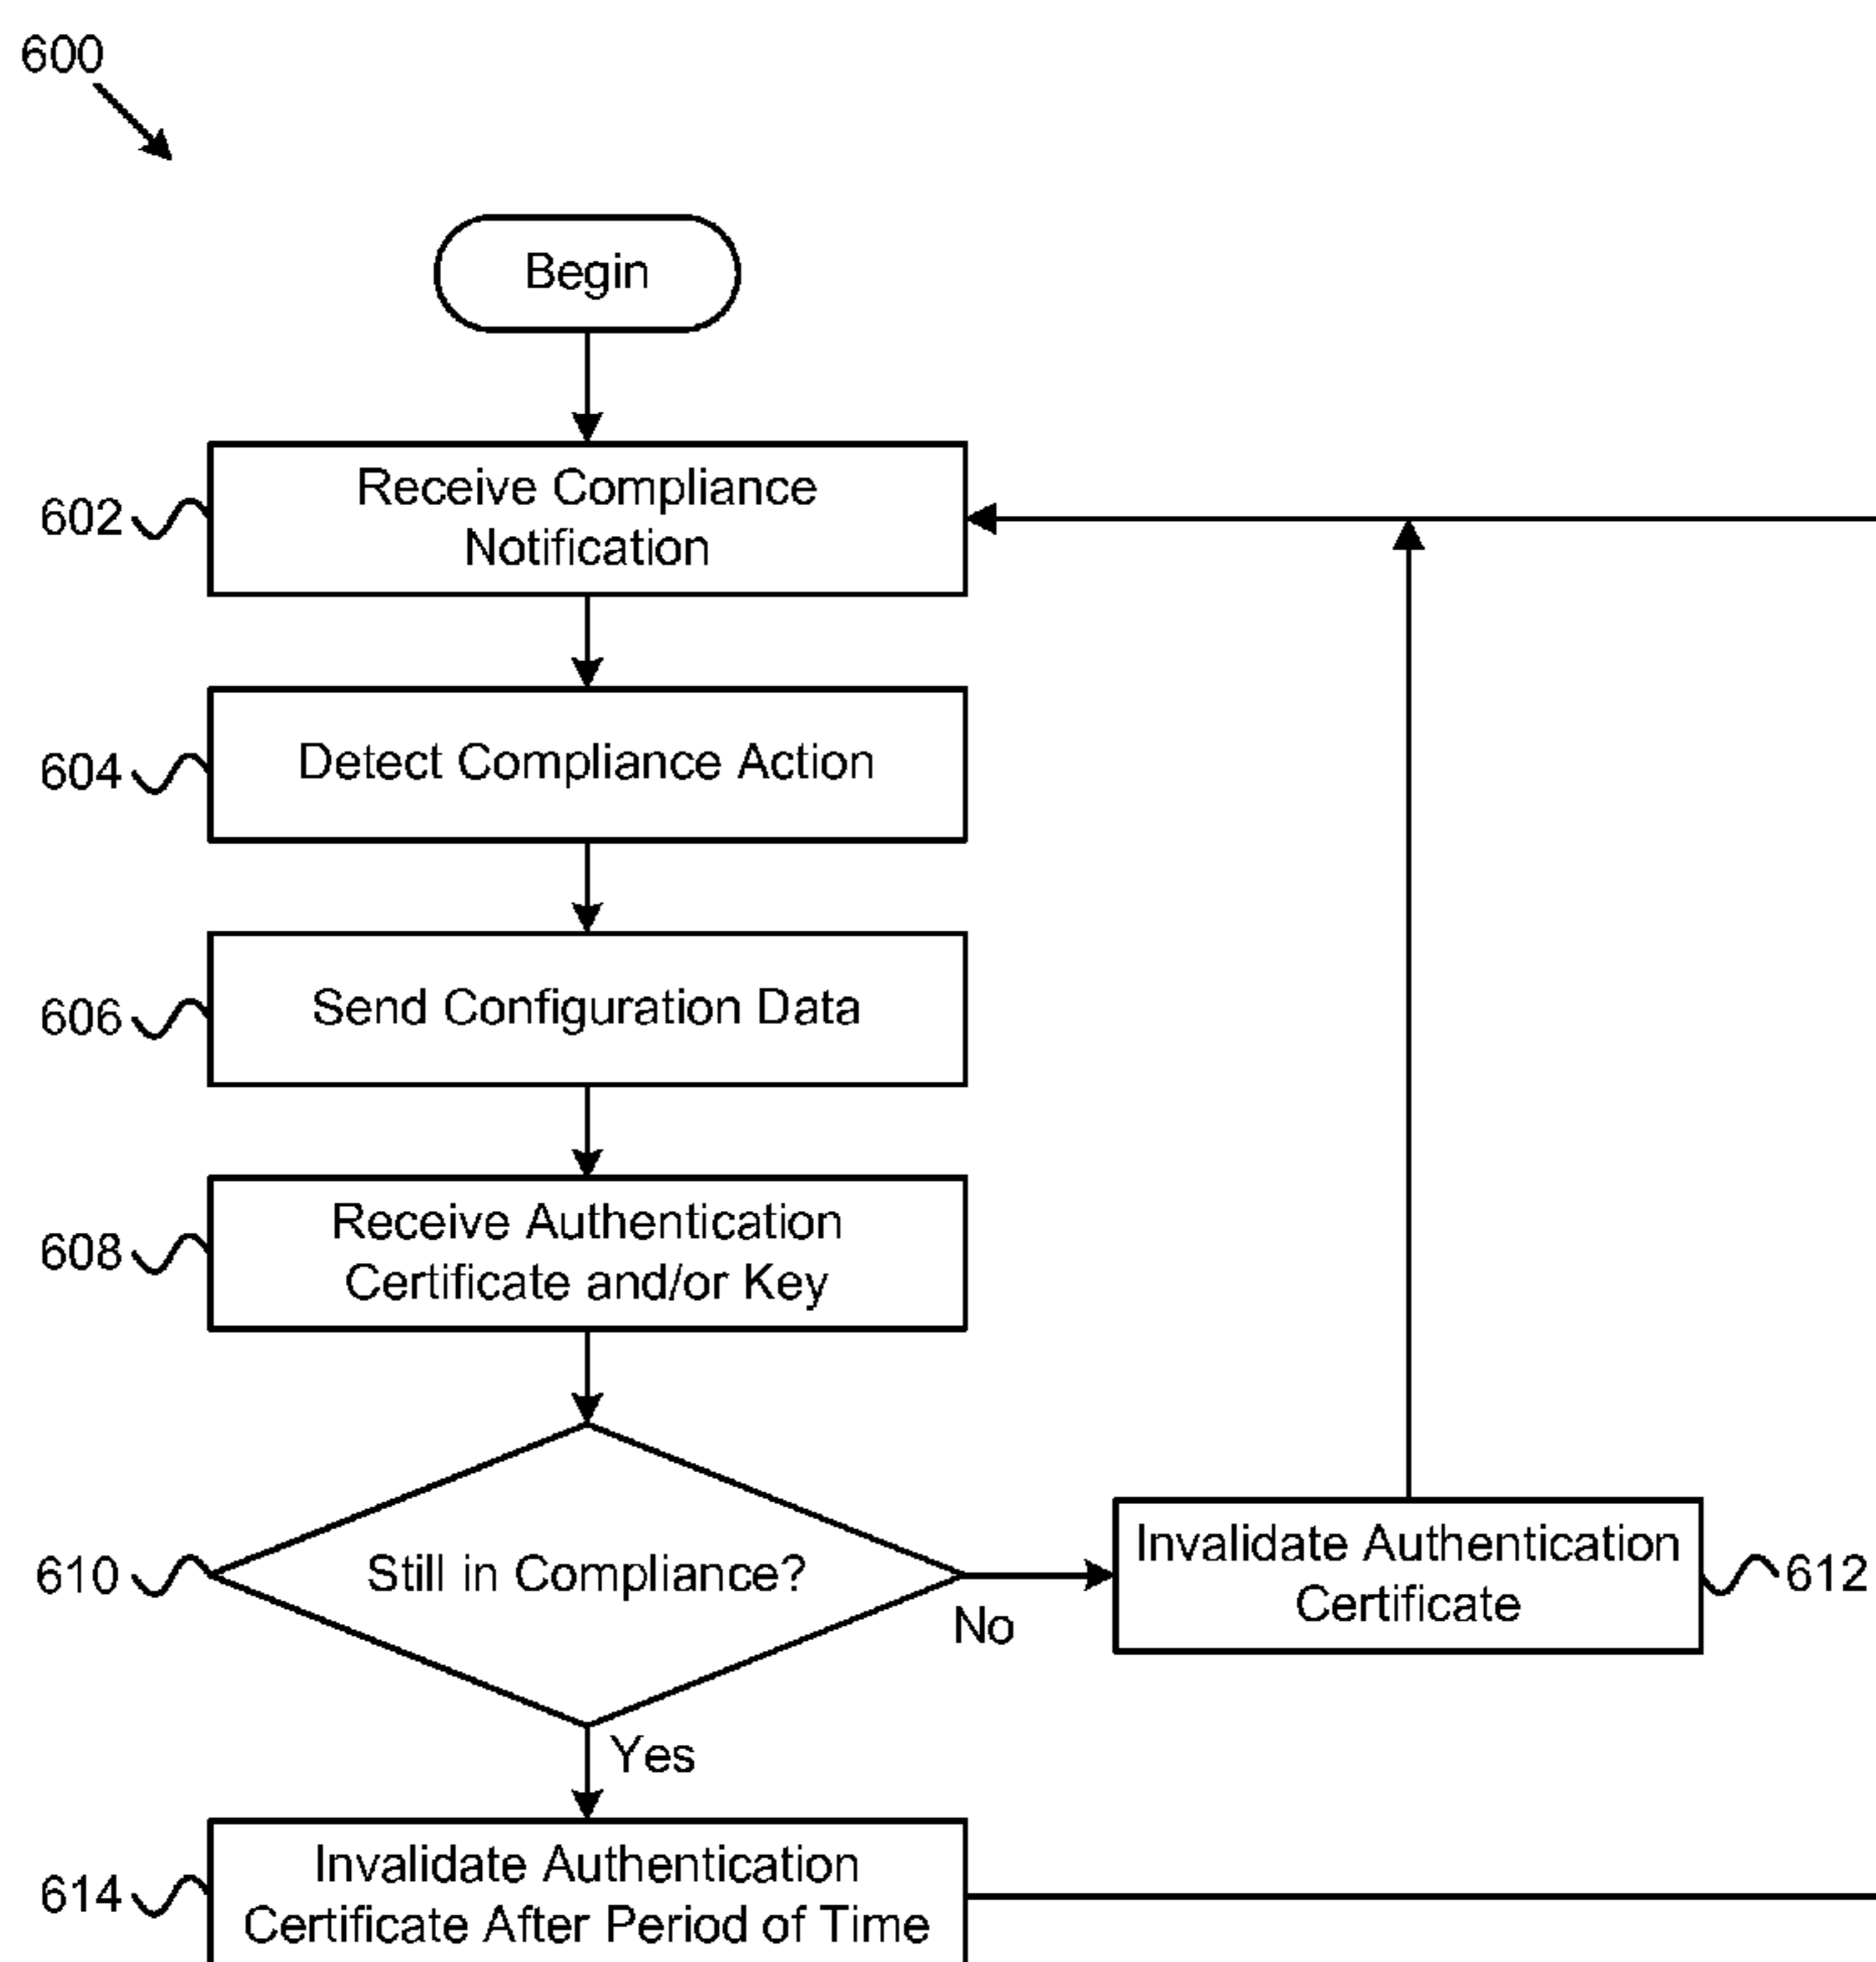 600
Begin
602
Receive Compliance
Notification
604
Detect Compliance Action
606
Send Configuration Data
608
Receive Authentication
Certificate and/or Key
610
Still in Compliance?
No
Invalidate Authentication
Certificate
612
Yes
614
Invalidate Authentication
Certificate After Period of Time